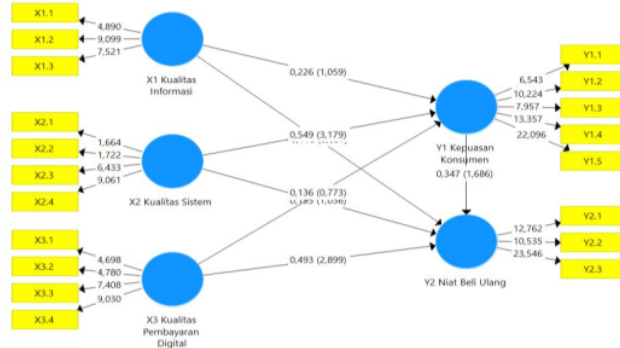 X1.1
X1.2
X1.3
4,890
9,099
7,521
X1 Kualitas
Informasi
0,226 (1,059)
X2.1
X2.2
X2.3
X2.4
1,664
1,722
6,433
9,061
X2 Kualitas Sistem
0,549 (3,179)
0,136 (0,773)
X3.1
X3.2
X3.3
X3.4
4,698
4,780
7,408
9,030
X3 Kualitas
Pembayaran
Digital
0,493 (2,899)
6,543
10,224
7,957
13,357
22,096
Y1.1
Y1.2
Y1.3
Y1.4
Y1.5
Y1 Kepuasan
Konsumen
0,347 (1,686)
12,762
10,535
23,546
Y2.1
Y2.2
Y2.3
Y2 Niat Beli Ulang